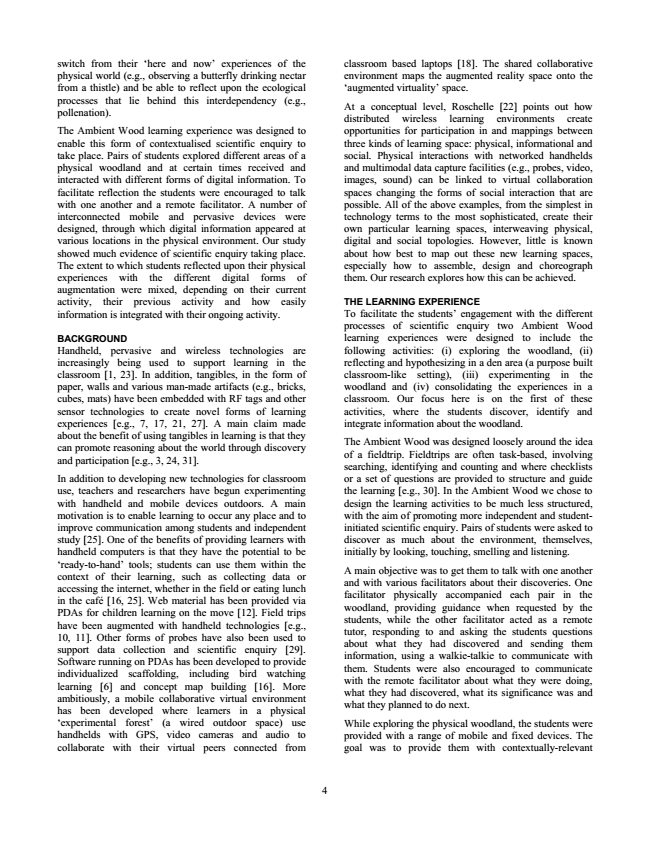 switch from their 'here and now' experiences of the
physical world (e.g., observing a butterfly drinking nectar
from a thistle) and be able to reflect upon the ecological
processes that lie behind this interdependency (e.g.,
pollenation).
The Ambient Wood learning experience was designed to
enable this form of contextualised scientific enquiry to
take place. Pairs of students explored different areas of a
physical woodland and at certain times received and
interacted with different forms of digital information. To
facilitate reflection the students were encouraged to talk
with one another and a remote facilitator. A number of
interconnected mobile and pervasive devices were
designed, through which digital information appeared at
various locations in the physical environment. Our study
showed much evidence of scientific enquiry taking place.
The extent to which students reflected upon their physical
experiences with the different digital forms of
augmentation were mixed, depending on their current
activity, their previous activity and how easily
information is integrated with their ongoing activity.
BACKGROUND
Handheld, pervasive and wireless technologies are
increasingly being used to support learning in the
classroom [1, 23]. In addition, tangibles, in the form of
paper, walls and various man-made artifacts (e.g., bricks,
cubes, mats) have been embedded with RF tags and other
sensor technologies to create novel forms of learning
experiences [e.g., 7, 17, 21, 27]. A main claim made
about the benefit of using tangibles in learning is that they
can promote reasoning about the world through discovery
and participation [e.g., 3, 24, 31].
In addition to developing new technologies for classroom
use, teachers and researchers have begun experimenting
with handheld and mobile devices outdoors. A main
motivation is to enable learning to occur any place and to
improve communication among students and independent
study [25]. One of the benefits of providing learners with
handheld computers is that they have the potential to be
'ready-to-hand' tools; students can use them within the
context of their learning, such as collecting data or
accessing the internet, whether in the field or eating lunch
in the café [16, 25]. Web material has been provided via
PDAs for children learning on the move [12]. Field trips
have been augmented with handheld technologies [e.g.,
10, 11]. Other forms of probes have also been used to
support data collection and scientific enquiry [29].
Software running on PDAs has been developed to provide
individualized scaffolding, including bird watching
learning [6] and concept map building [16]. More
ambitiously, a mobile collaborative virtual environment
has been developed where learners in a physical
'experimental forest' (a wired outdoor space) use
handhelds with GPS, video cameras and audio to
collaborate with their virtual peers connected from
classroom based laptops [18]. The shared collaborative
environment maps the augmented reality space onto the
'augmented virtuality' space.
At a conceptual level, Roschelle [22] points out how
distributed wireless learning environments create
opportunities for participation in and mappings between
three kinds of learning space: physical, informational and
social. Physical interactions with networked handhelds
and multimodal data capture facilities (e.g., probes, video,
images, sound) can be linked to virtual collaboration
spaces changing the forms of social interaction that are
possible. All of the above examples, from the simplest in
technology terms to the most sophisticated, create their
own particular learning spaces, interweaving physical,
digital and social topologies. However, little is known
about how best to map out these new learning spaces,
especially how to assemble, design and choreograph
them. Our research explores how this can be achieved.
THE LEARNING EXPERIENCE
To facilitate the students' engagement with the different
processes of scientific enquiry two Ambient Wood
learning experiences were designed to include the
following activities: (i) exploring the woodland, (ii)
reflecting and hypothesizing in a den area (a purpose built
classroom-like setting), (iii) experimenting in the
woodland and (iv) consolidating the experiences in a
classroom. Our focus here is on the first of these
activities, where the students discover, identify and
integrate information about the woodland.
The Ambient Wood was designed loosely around the idea
of a fieldtrip. Fieldtrips are often task-based, involving
searching, identifying and counting and where checklists
or a set of questions are provided to structure and guide
the learning [e.g., 30]. In the Ambient Wood we chose to
design the learning activities to be much less structured,
with the aim of promoting more independent and student-
initiated scientific enquiry. Pairs of students were asked to
discover as much about the environment, themselves,
initially by looking, touching, smelling and listening.
A main objective was to get them to talk with one another
and with various facilitators about their discoveries. One
facilitator physically accompanied each pair in the
woodland, providing guidance when requested by the
students, while the other facilitator acted as a remote
tutor, responding to and asking the students questions
about what they had discovered and sending them
information, using a walkie-talkie to communicate with
them. Students were also encouraged to communicate
with the remote facilitator about what they were doing,
what they had discovered, what its significance was and
what they planned to do next.
While exploring the physical woodland, the students were
provided with a range of mobile and fixed devices. The
goal was to provide them with contextually-relevant
4